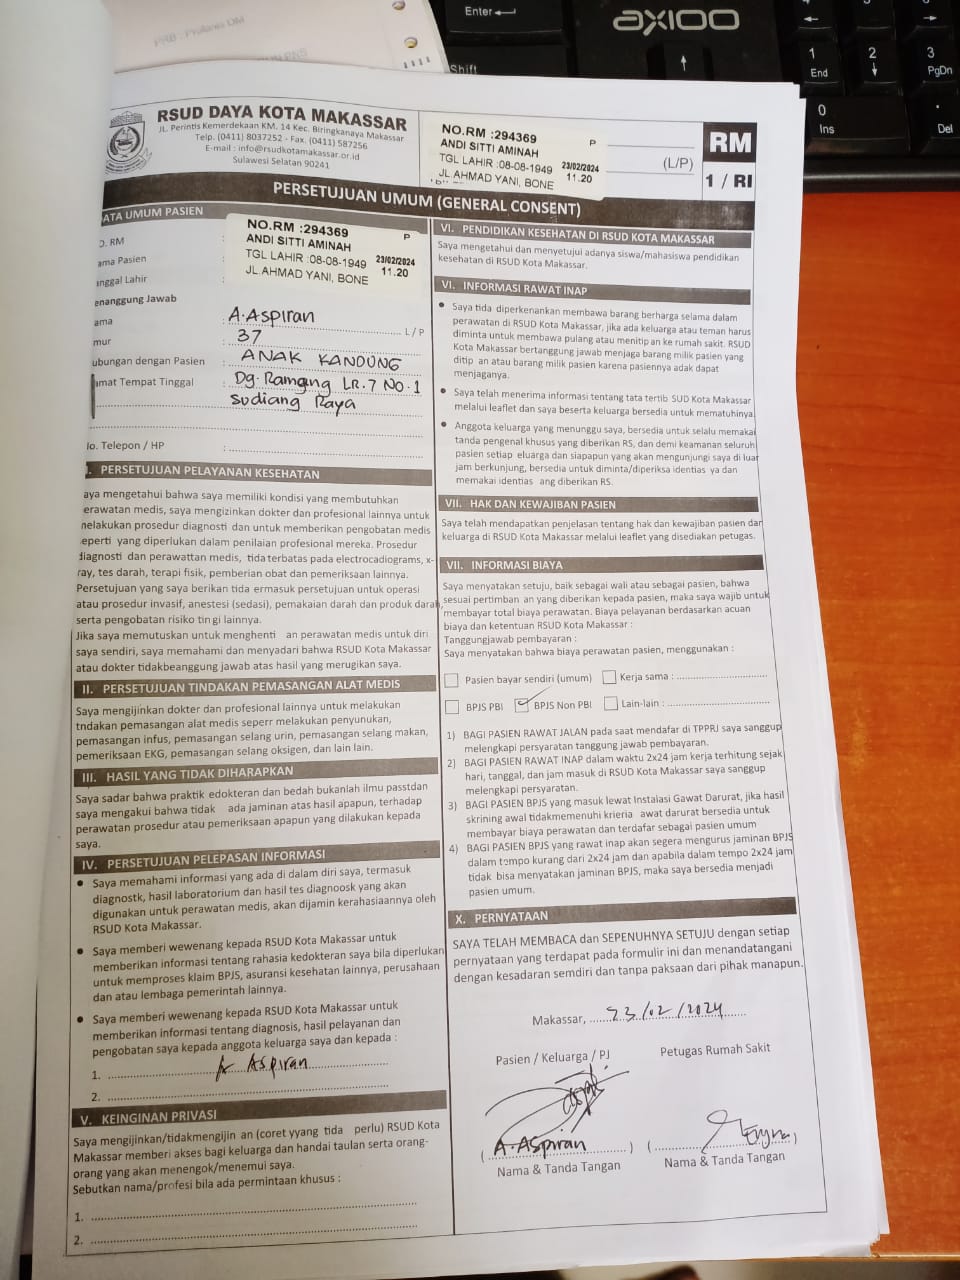 PRB : Prolanis DM
Enter
AXIOO
Shift
1
End
2
3
PgDn
0
Ins
.
Del
RSUD DAYA KOTA MAKASSAR
JL. Perintis Kemerdekaan KM. 14 Kec. Biringkanaya Makassar
Telp. (0411) 8037252 - Fax. (0411) 587256
E-mail : info@rsudkotamakassar.or.id
Sulawesi Selatan 90241
NO.RM :294369 P
ANDI SITTI AMINAH
TGL LAHIR :08-08-1949 23/02/2024
JL.AHMAD YANI, BONE 11.20
(L/P)
RM
1 / RI
PERSETUJUAN UMUM (GENERAL CONSENT)
ATA UMUM PASIEN
O. RM :
ama Pasien
anggal Lahir
NO.RM :294369 P
ANDI SITTI AMINAH
TGL LAHIR :08-08-1949 23/02/2024
JL.AHMAD YANI, BONE 11.20
enanggung Jawab
ama : A.ASpiran L / P
mur : 37
ubungan dengan Pasien : ANAK KANDUNG
amat Tempat Tinggal : Dg. Ramang LR.7 NO.1
Sudiang Raya
lo. Telepon / HP :
I. PERSETUJUAN PELAYANAN KESEHATAN
aya mengetahui bahwa saya memiliki kondisi yang membutuhkan
erawatan medis, saya mengizinkan dokter dan profesional lainnya untuk
melakukan prosedur diagnosti dan untuk memberikan pengobatan medis
eperti yang diperlukan dalam penilaian profesional mereka. Prosedur
diagnosti dan perawattan medis, tidaterbatas pada electrocadiograms, x-
ray, tes darah, terapi fisik, pemberian obat dan pemeriksaan lainnya.
Persetujuan yang saya berikan tida ermasuk persetujuan untuk operasi
atau prosedur invasif, anestesi (sedasi), pemakaian darah dan produk darah,
serta pengobatan risiko tin gi lainnya.
Jika saya memutuskan untuk menghenti an perawatan medis untuk diri
saya sendiri, saya memahami dan menyadari bahwa RSUD Kota Makassar
atau dokter tidakbeanggung jawab atas hasil yang merugikan saya.
II. PERSETUJUAN TINDAKAN PEMASANGAN ALAT MEDIS
Saya mengijinkan dokter dan profesional lainnya untuk melakukan
tndakan pemasangan alat medis seperr melakukan penyunukan,
pemasangan infus, pemasangan selang urin, pemasangan selang makan,
pemeriksaan EKG, pemasangan selang oksigen, dan lain lain.
III. HASIL YANG TIDAK DIHARAPKAN
Saya sadar bahwa praktik edokteran dan bedah bukanlah ilmu passtdan
saya mengakui bahwa tidak ada jaminan atas hasil apapun, terhadap
perawatan prosedur atau pemeriksaan apapun yang dilakukan kepada
saya.
IV. PERSETUJUAN PELEPASAN INFORMASI
• Saya memahami informasi yang ada di dalam diri saya, termasuk
diagnostk, hasil laboratorium dan hasil tes diagnoosk yang akan
digunakan untuk perawatan medis, akan dijamin kerahasiaannya oleh
RSUD Kota Makassar.
• Saya memberi wewenang kepada RSUD Kota Makassar untuk
memberikan informasi tentang rahasia kedokteran saya bila diperlukan
untuk memproses klaim BPJS, asuransi kesehatan lainnya, perusahaan
dan atau lembaga pemerintah lainnya.
• Saya memberi wewenang kepada RSUD Kota Makassar untuk
memberikan informasi tentang diagnosis, hasil pelayanan dan
pengobatan saya kepada anggota keluarga saya dan kepada :
1. A Aspiran
2.
V. KEINGINAN PRIVASI
Saya mengijinkan/tidakmengijin an (coret yyang tida perlu) RSUD Kota
Makassar memberi akses bagi keluarga dan handai taulan serta orang-
orang yang akan menengok/menemui saya.
Sebutkan nama/profesi bila ada permintaan khusus :
1.
2.
VI. PENDIDIKAN KESEHATAN DI RSUD KOTA MAKASSAR
Saya mengetahui dan menyetujui adanya siswa/mahasiswa pendidikan
kesehatan di RSUD Kota Makassar.
VI. INFORMASI RAWAT INAP
• Saya tida diperkenankan membawa barang berharga selama dalam
perawatan di RSUD Kota Makassar, jika ada keluarga atau teman harus
diminta untuk membawa pulang atau menitip an ke rumah sakit. RSUD
Kota Makassar bertanggung jawab menjaga barang milik pasien yang
ditip an atau barang milik pasien karena pasiennya adak dapat
menjaganya.
• Saya telah menerima informasi tentang tata tertib SUD Kota Makassar
melalui leaflet dan saya beserta keluarga bersedia untuk mematuhinya.
• Anggota keluarga yang menunggu saya, bersedia untuk selalu memakai
tanda pengenal khusus yang diberikan RS, dan demi keamanan seluruh
pasien setiap eluarga dan siapapun yang akan mengunjungi saya di luar
jam berkunjung, bersedia untuk diminta/diperiksa identias ya dan
memakai identias ang diberikan RS.
VII. HAK DAN KEWAJIBAN PASIEN
Saya telah mendapatkan penjelasan tentang hak dan kewajiban pasien dan
keluarga di RSUD Kota Makassar melalui leaflet yang disediakan petugas.
VII. INFORMASI BIAYA
Saya menyatakan setuju, baik sebagai wali atau sebagai pasien, bahwa
sesuai pertimban an yang diberikan kepada pasien, maka saya wajib untuk
membayar total biaya perawatan. Biaya pelayanan berdasarkan acuan
biaya dan ketentuan RSUD Kota Makassar :
Tanggungjawab pembayaran :
Saya menyatakan bahwa biaya perawatan pasien, menggunakan :
Pasien bayar sendiri (umum) Kerja sama :
BPJS PBI ✓ BPJS Non PBI Lain-lain :
1) BAGI PASIEN RAWAT JALAN pada saat mendafar di TPPRJ saya sanggup
melengkapi persyaratan tanggung jawab pembayaran.
2) BAGI PASIEN RAWAT INAP dalam waktu 2x24 jam kerja terhitung sejak
hari, tanggal, dan jam masuk di RSUD Kota Makassar saya sanggup
melengkapi persyaratan.
3) BAGI PASIEN BPJS yang masuk lewat Instalasi Gawat Darurat, jika hasil
skrining awal tidakmemenuhi krieria awat darurat bersedia untuk
membayar biaya perawatan dan terdafar sebagai pasien umum
4) BAGI PASIEN BPJS yang rawat inap akan segera mengurus jaminan BPJS
dalam tempo kurang dari 2x24 jam dan apabila dalam tempo 2x24 jam
tidak bisa menyatakan jaminan BPJS, maka saya bersedia menjadi
pasien umum.
X. PERNYATAAN
SAYA TELAH MEMBACA dan SEPENUHNYA SETUJU dengan setiap
pernyataan yang terdapat pada formulir ini dan menandatangani
dengan kesadaran semdiri dan tanpa paksaan dari pihak manapun.
Makassar, 23/02/2024
Pasien / Keluarga / PJ Petugas Rumah Sakit
(A.ASpiran) ( )
Nama & Tanda Tangan Nama & Tanda Tangan